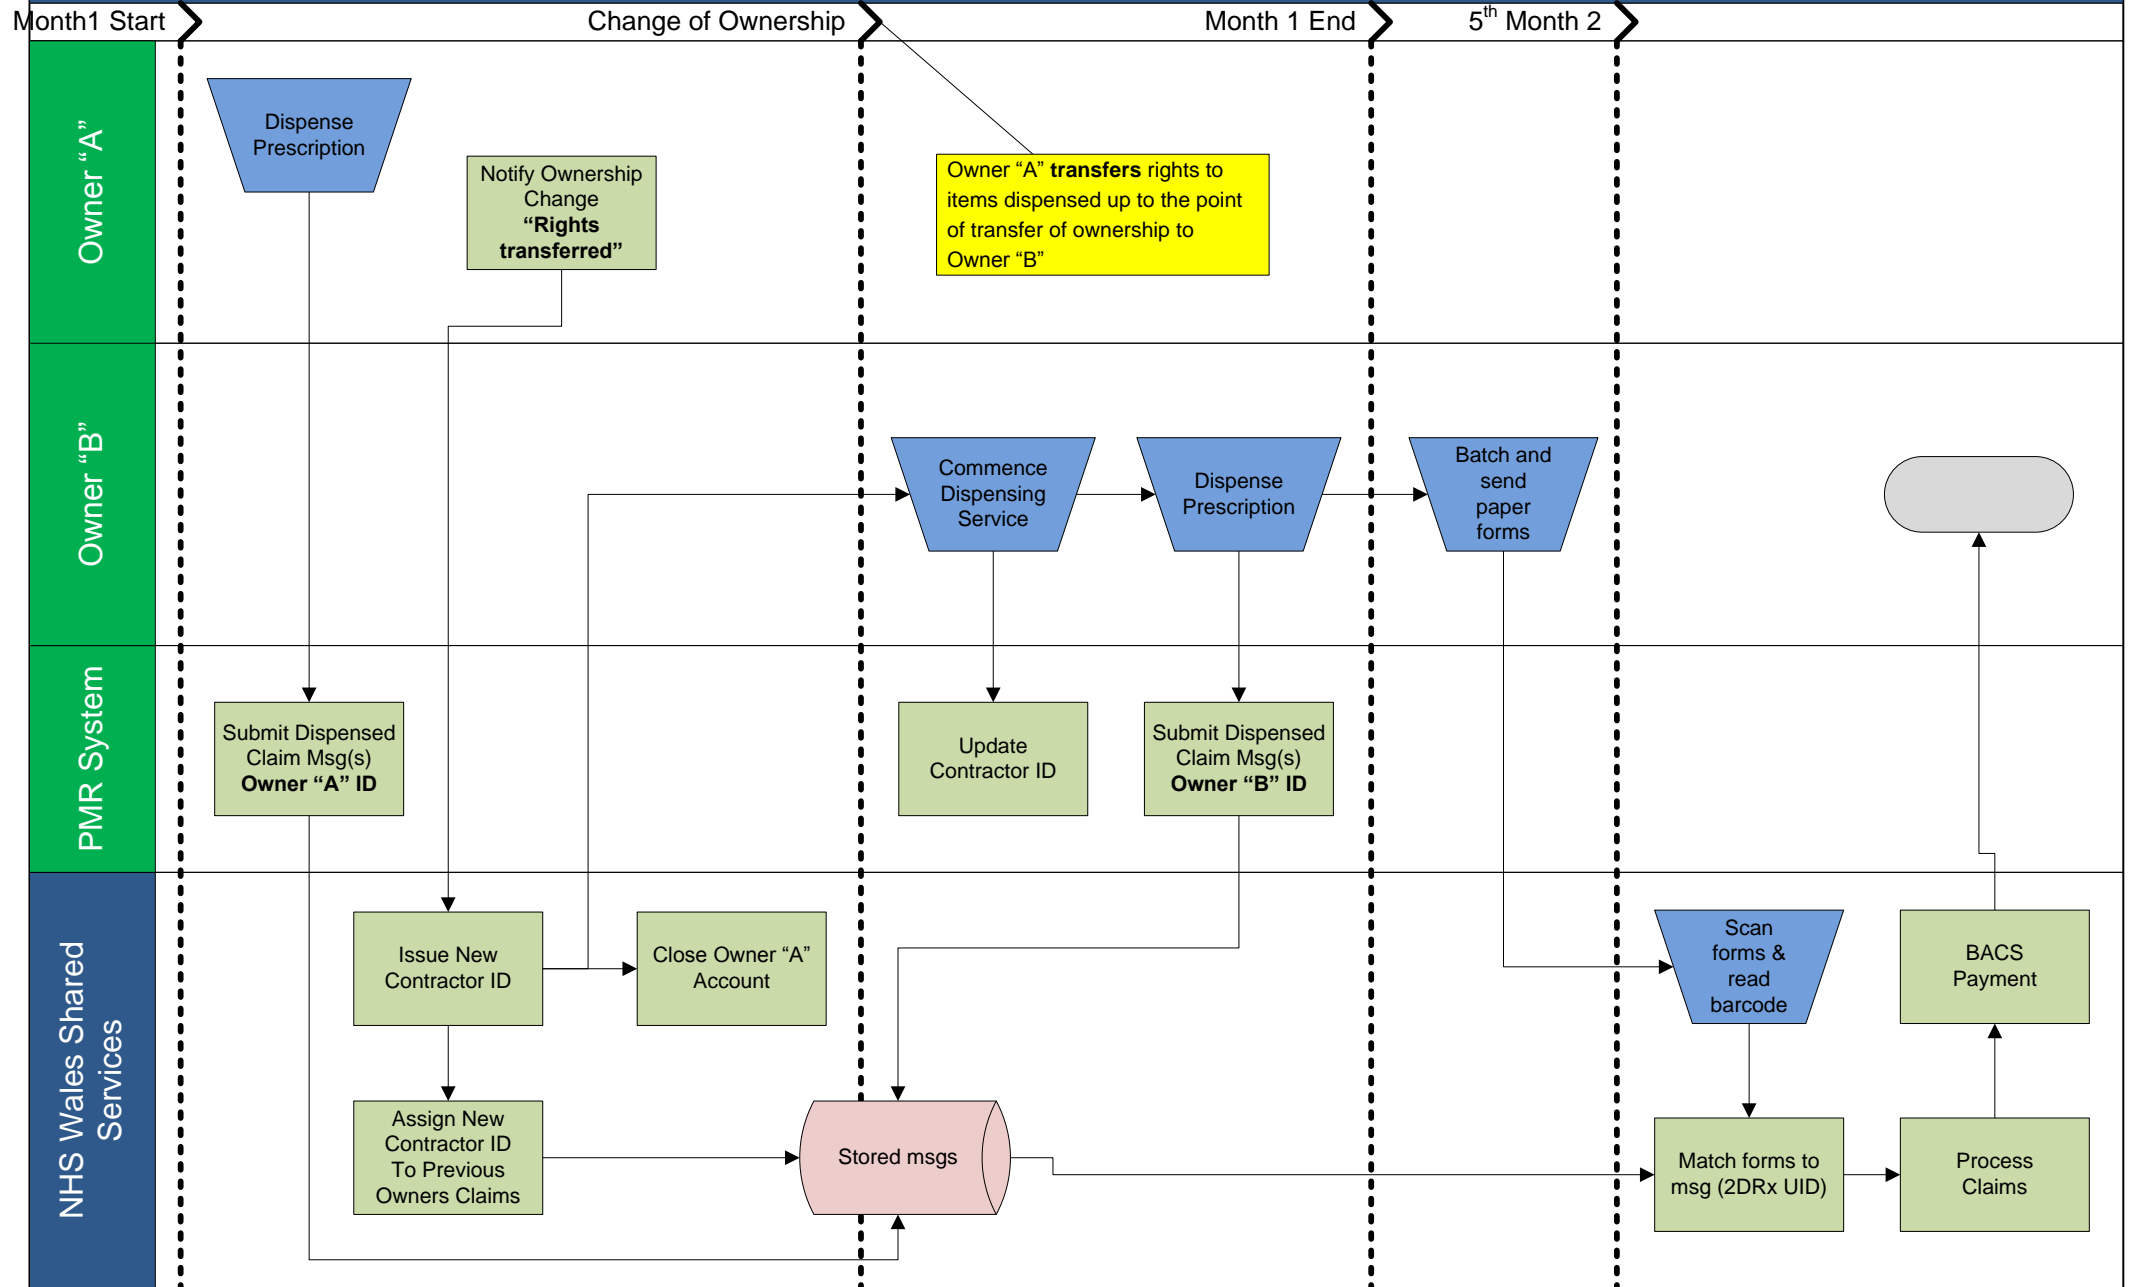 Month1 Start
Change of Ownership
Month 1 End
5th Month 2
Owner “A”
Dispense
Prescription
Notify Ownership
Change
“Rights
transferred”
Owner “A” transfers rights to
items dispensed up to the point
of transfer of ownership to
Owner “B”
Owner “B”
Commence
Dispensing
Service
Dispense
Prescription
Batch and
send
paper
forms
PMR System
Submit Dispensed
Claim Msg(s)
Owner “A” ID
Update
Contractor ID
Submit Dispensed
Claim Msg(s)
Owner “B” ID
NHS Wales Shared
Services
Issue New
Contractor ID
Close Owner “A”
Account
Scan
forms &
read
barcode
BACS
Payment
Assign New
Contractor ID
To Previous
Owners Claims
Stored msgs
Match forms to
msg (2DRx UID)
Process
Claims